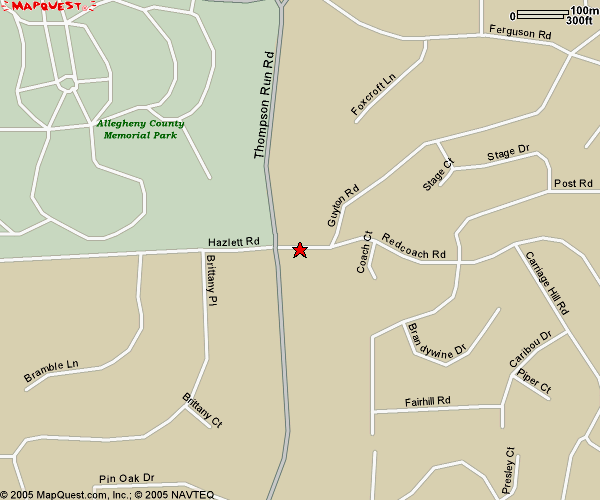 MAPQUEST
100m
300ft
Ferguson Rd
Foxcroft Ln
Thompson Run Rd
Allegheny County
Memorial Park
Stage Ct
Stage Dr
Post Rd
Guyton Rd
Hazlett Rd
Coach Ct
Redcoach Rd
Brittany Pl
Carriage Hill Rd
Brandywine Dr
Caribou Dr
Bramble Ln
Piper Ct
Brittany Ct
Fairhill Rd
Presley Ct
Pin Oak Dr
© 2005 MapQuest.com, Inc.; © 2005 NAVTEQ